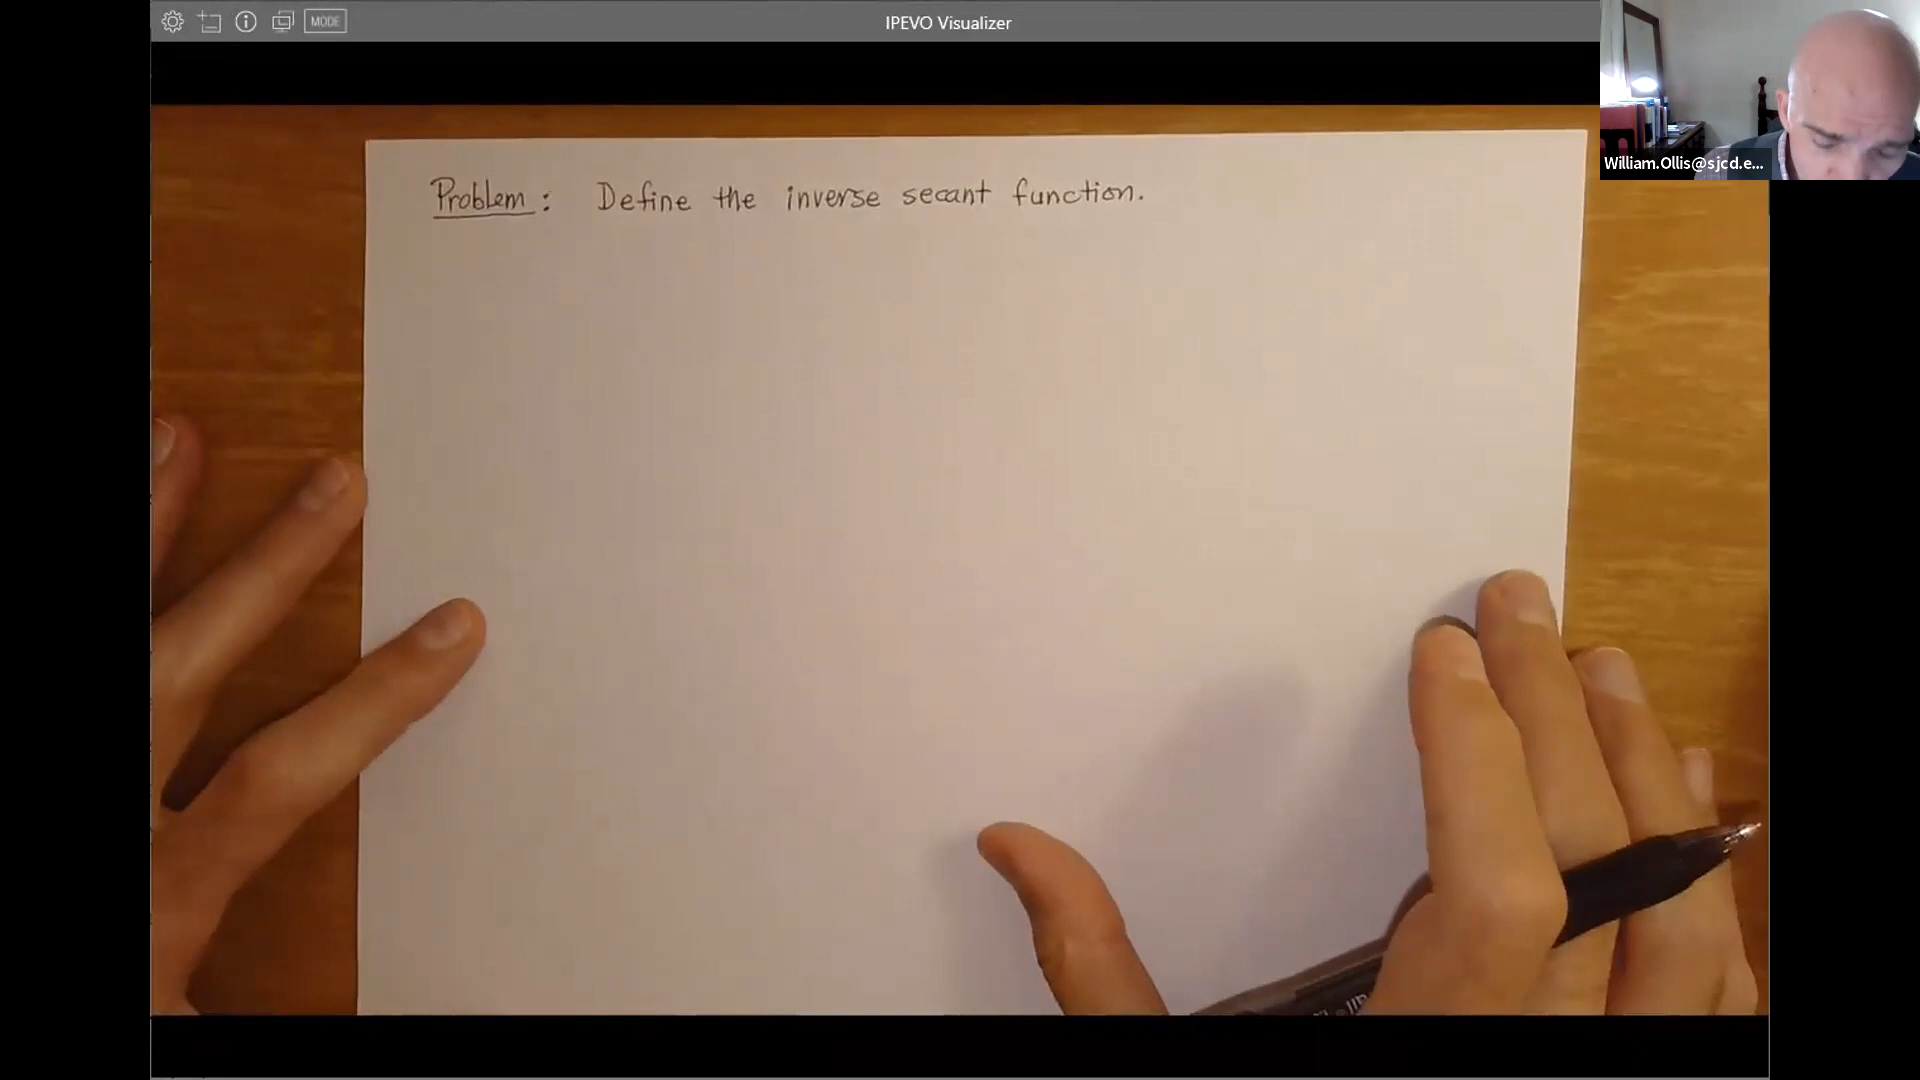 MODE
IPEVO Visualizer
William.Ollis@sjcd.e...
Problem: Define the inverse secant function.